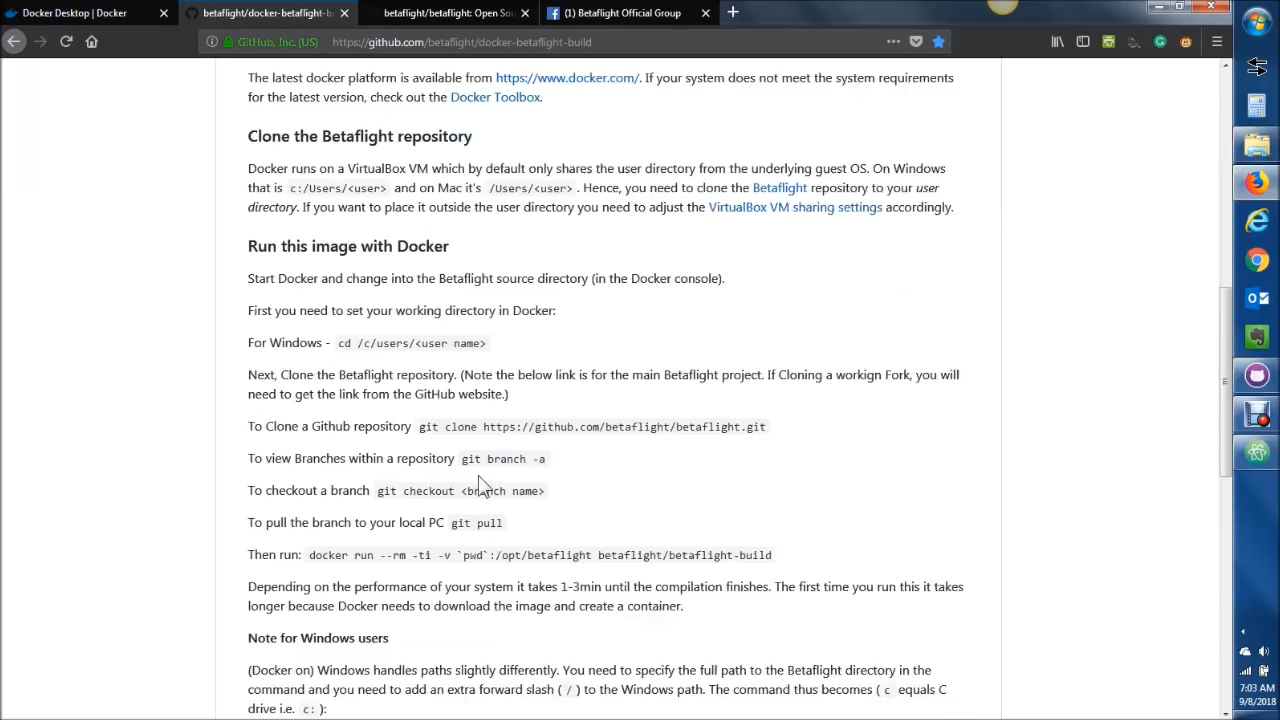 Docker Desktop | Docker
betaflight/docker-betaflight-b
betaflight/betaflight: Open Sou
(1) Betaflight Official Group
GitHub, Inc. (US)
https://github.com/betaflight/docker-betaflight-build
The latest docker platform is available from https://www.docker.com/. If your system does not meet the system requirements
for the latest version, check out the Docker Toolbox.
Clone the Betaflight repository
Docker runs on a VirtualBox VM which by default only shares the user directory from the underlying guest OS. On Windows
that is c:/Users/<user> and on Mac it's /Users/<user> . Hence, you need to clone the Betaflight repository to your user
directory. If you want to place it outside the user directory you need to adjust the VirtualBox VM sharing settings accordingly.
Run this image with Docker
Start Docker and change into the Betaflight source directory (in the Docker console).
First you need to set your working directory in Docker:
For Windows - cd /c/users/<user name>
Next, Clone the Betaflight repository. (Note the below link is for the main Betaflight project. If Cloning a workign Fork, you will
need to get the link from the GitHub website.)
To Clone a Github repository git clone https://github.com/betaflight/betaflight.git
To view Branches within a repository git branch -a
To checkout a branch git checkout <branch name>
To pull the branch to your local PC git pull
Then run: docker run --rm -ti -v `pwd`:/opt/betaflight betaflight/betaflight-build
Depending on the performance of your system it takes 1-3min until the compilation finishes. The first time you run this it takes
longer because Docker needs to download the image and create a container.
Note for Windows users
(Docker on) Windows handles paths slightly differently. You need to specify the full path to the Betaflight directory in the
command and you need to add an extra forward slash ( / ) to the Windows path. The command thus becomes ( c equals C
drive i.e. c: ):
7:03 AM
9/8/2018